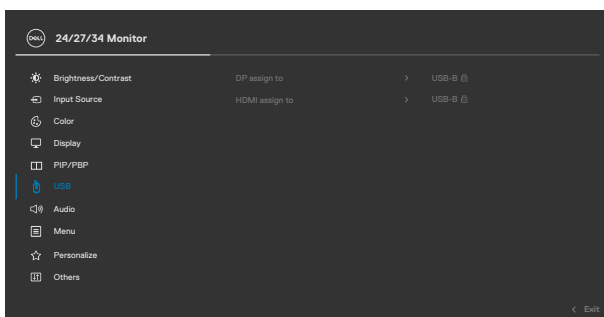 DELL 24/27/34 Monitor
Brightness/Contrast DP assign to > USB-B
Input Source HDMI assign to > USB-B
Color
Display
PIP/PBP
USB
Audio
Menu
Personalize
Others
< Exit